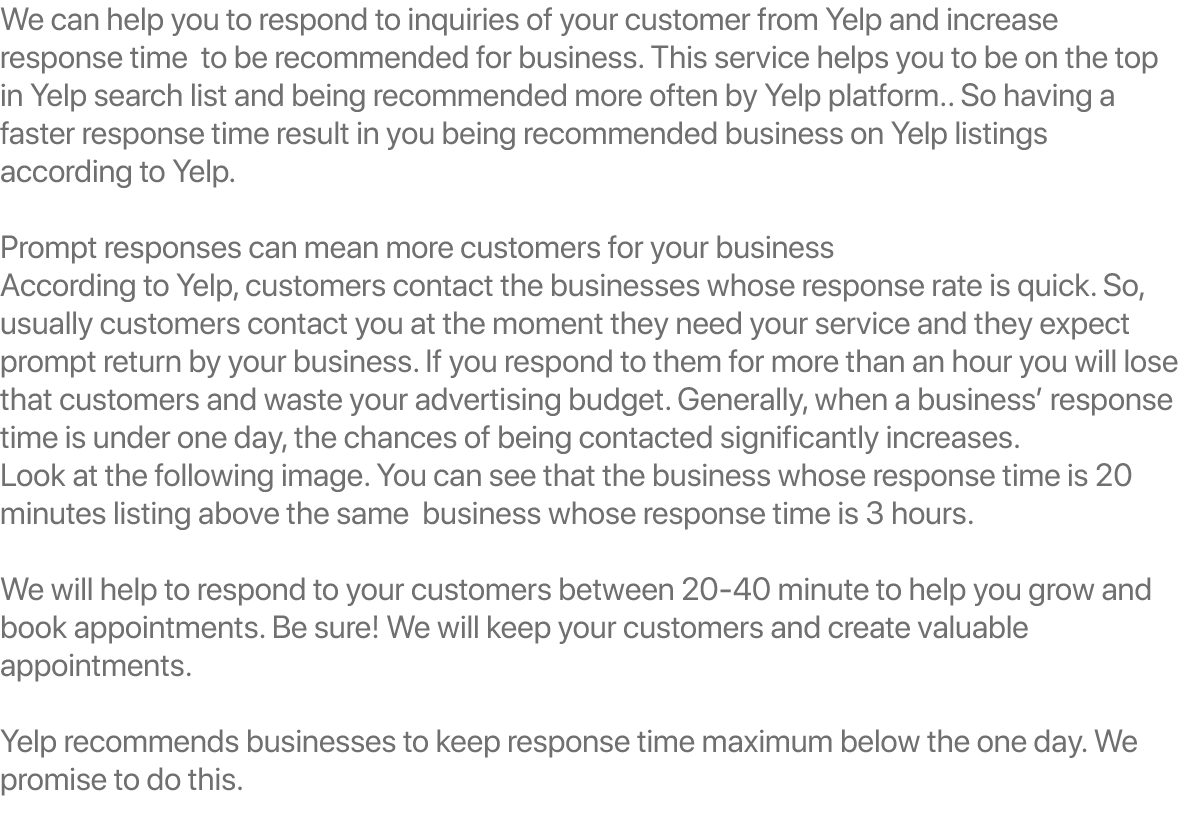 We can help you to respond to inquiries of your customer from Yelp and increase
response time  to be recommended for business. This service helps you to be on the top
in Yelp search list and being recommended more often by Yelp platform.. So having a
faster response time result in you being recommended business on Yelp listings
according to Yelp.

Prompt responses can mean more customers for your business
According to Yelp, customers contact the businesses whose response rate is quick. So,
usually customers contact you at the moment they need your service and they expect
prompt return by your business. If you respond to them for more than an hour you will lose
that customers and waste your advertising budget. Generally, when a business’ response
time is under one day, the chances of being contacted significantly increases.
Look at the following image. You can see that the business whose response time is 20
minutes listing above the same  business whose response time is 3 hours.

We will help to respond to your customers between 20-40 minute to help you grow and
book appointments. Be sure! We will keep your customers and create valuable
appointments.

Yelp recommends businesses to keep response time maximum below the one day. We
promise to do this.